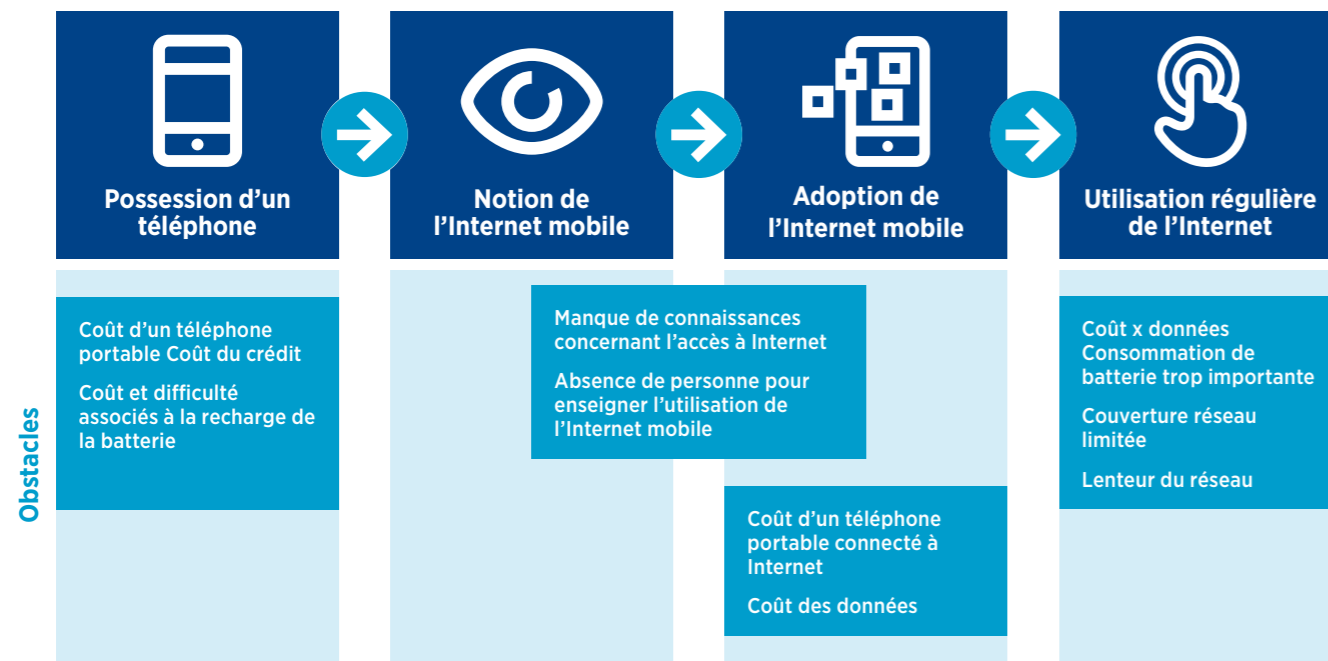 Possession d’un
téléphone
Notion de
l’Internet mobile
Adoption de
l’Internet mobile
Utilisation régulière
de l’Internet
Obstacles
Coût d’un téléphone
portable Coût du crédit
Coût et difficulté
associés à la recharge de
la batterie
Manque de connaissances
concernant l’accès à Internet
Absence de personne pour
enseigner l’utilisation de
l’Internet mobile
Coût d’un téléphone
portable connecté à
Internet
Coût des données
Coût x données
Consommation de
batterie trop importante
Couverture réseau
limitée
Lenteur du réseau